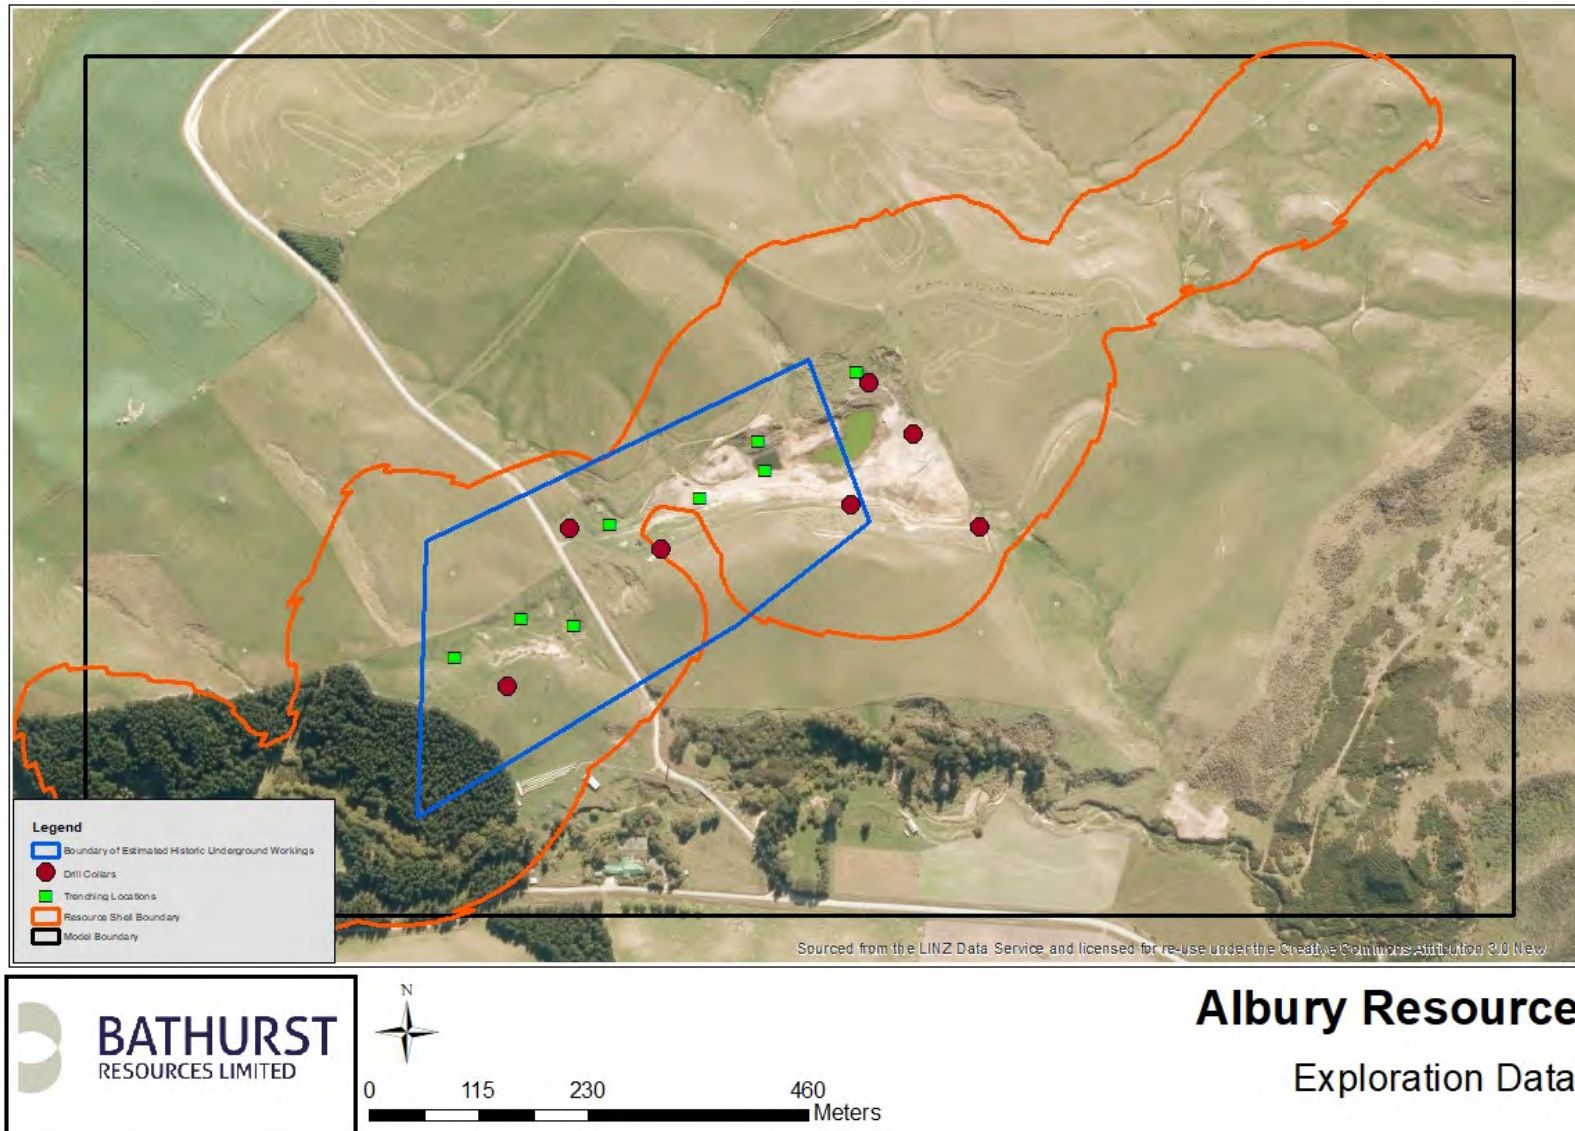 Legend
Boundary of Estimated Historic Underground Workings
Drill Collars
Trenching Locations
Resource Shell Boundary
Model Boundary
Sourced from the LINZ Data Service and licensed for re-use under the Creative Commons Attribution 3.0 New
BATHURST
RESOURCES LIMITED
N
0 115 230 460
Meters
Albury Resource
Exploration Data